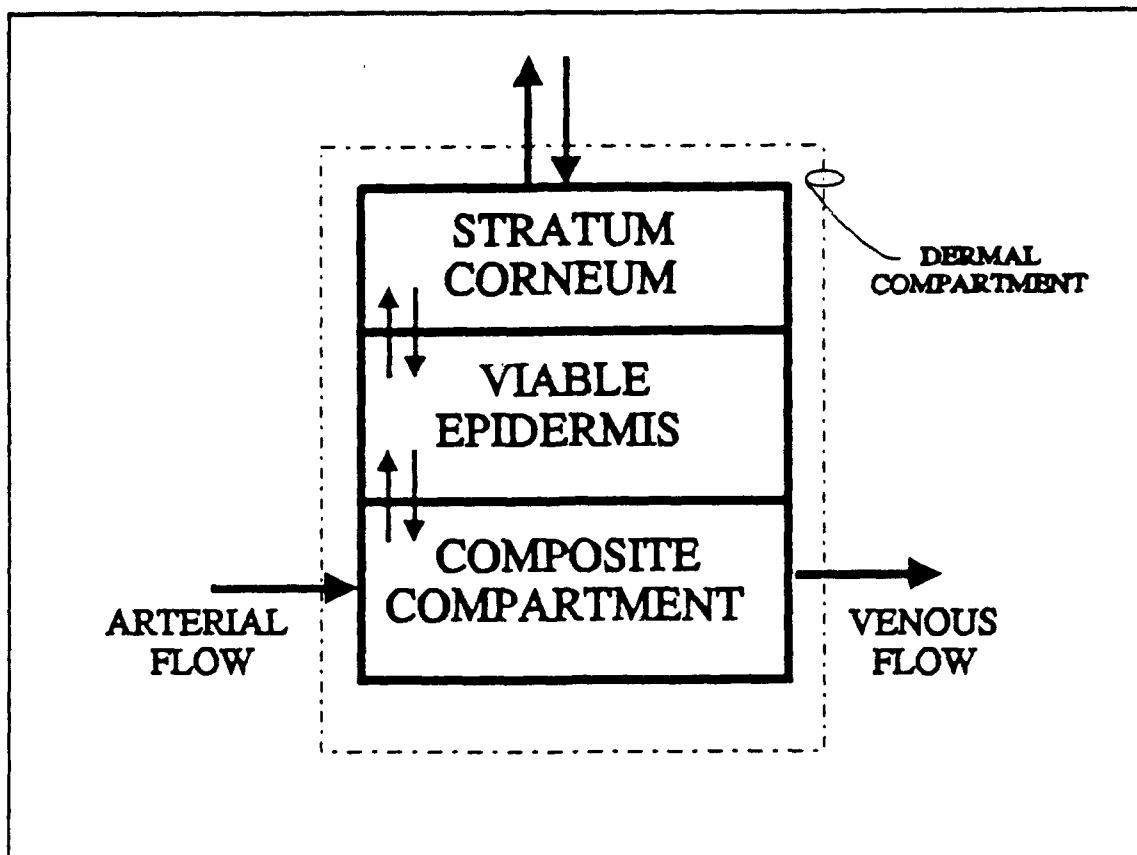 STRATUM
CORNEUM
DERMAL
COMPARTMENT
VIABLE
EPIDERMIS
COMPOSITE
COMPARTMENT
ARTERIAL
FLOW
VENOUS
FLOW